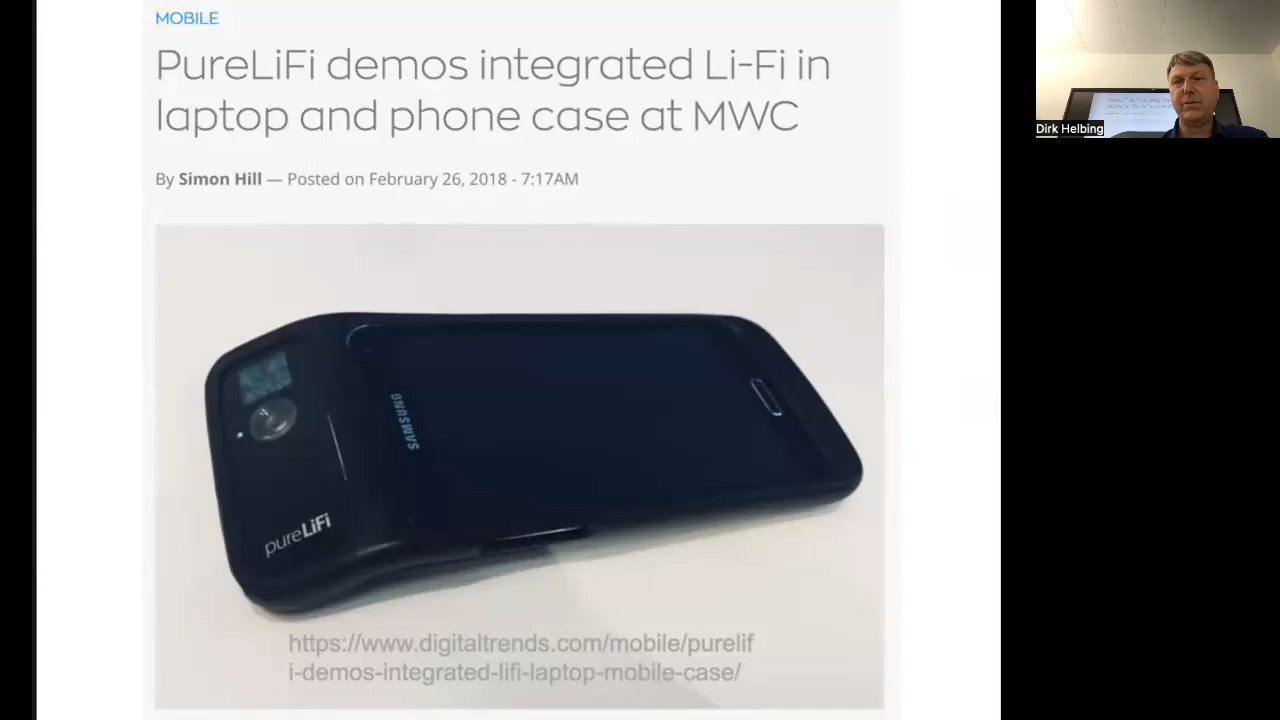 MOBILE
PureLiFi demos integrated Li-Fi in
laptop and phone case at MWC
By Simon Hill — Posted on February 26, 2018 - 7:17AM
SAMSUNG
pureLiFi
https://www.digitaltrends.com/mobile/purelif
i-demos-integrated-lifi-laptop-mobile-case/
Dirk Helbing